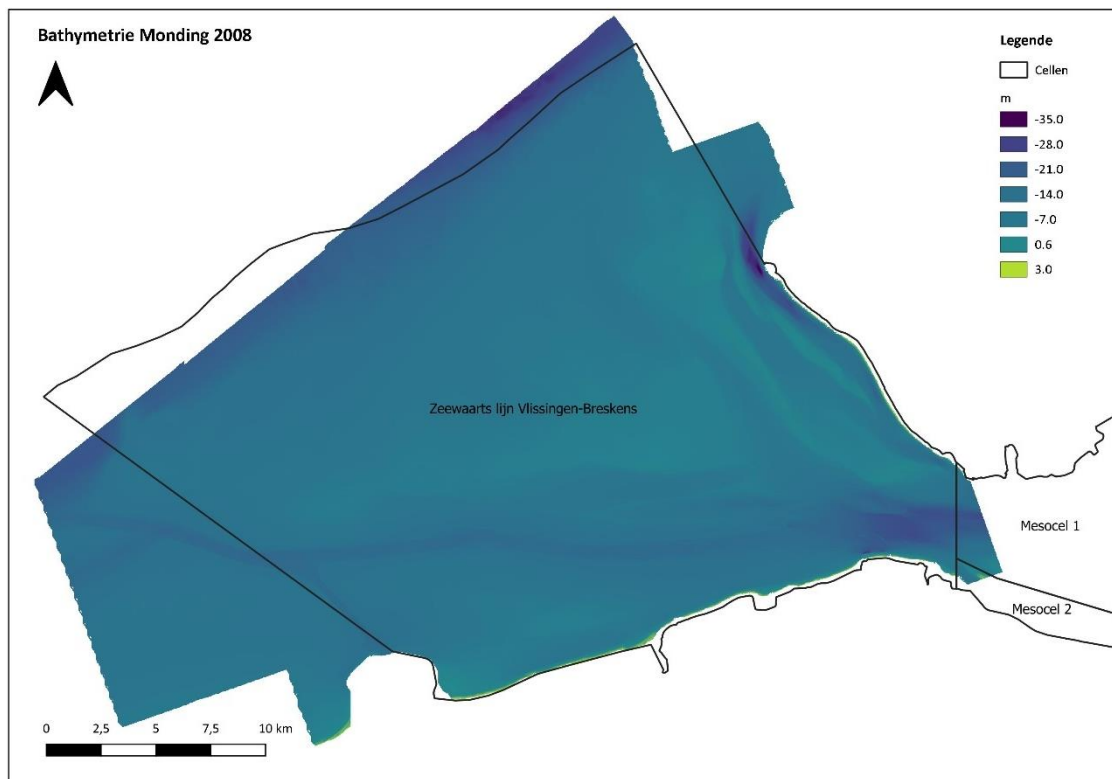 Bathymetrie Monding 2008
Legende
Cellen
m
-35.0
-28.0
-21.0
-14.0
-7.0
0.6
3.0
Zeewaarts lijn Vlissingen-Breskens
Mesocel 1
Mesocel 2
0 2,5 5 7,5 10 km